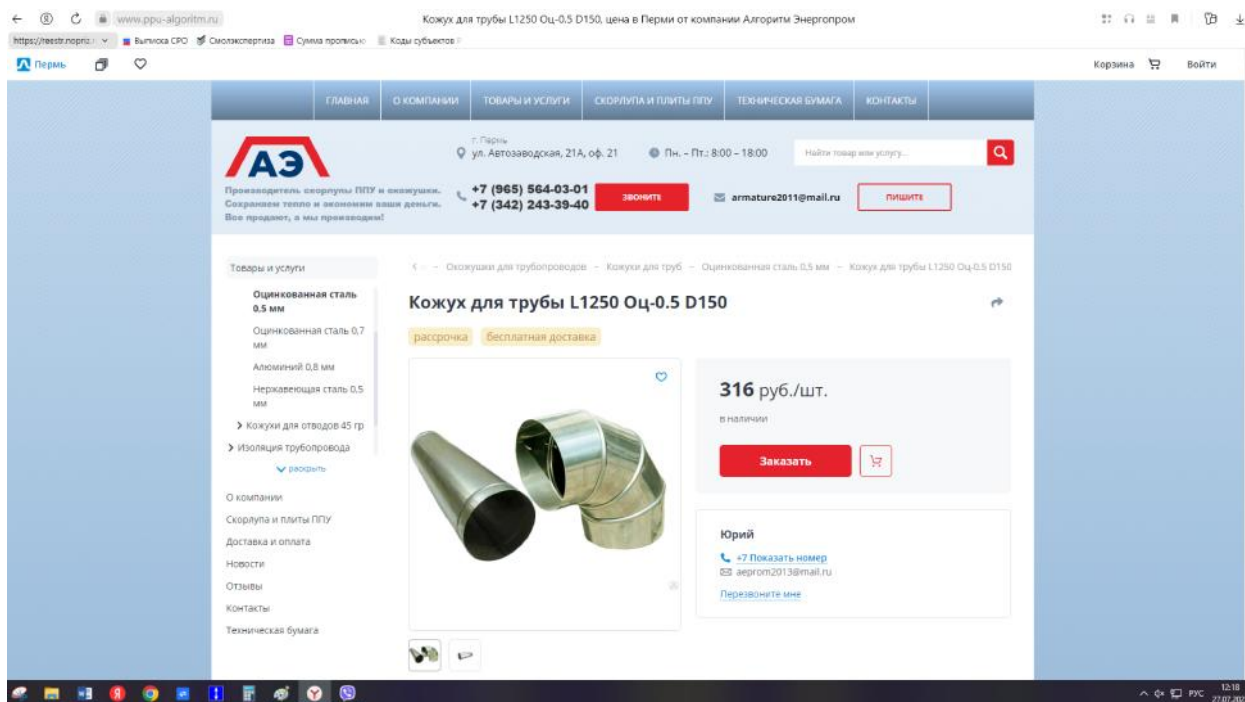 www.ppu-algoritm.ru
Кожух для трубы L1250 Оц-0.5 D150, цена в Перми от компании Алгоритм Энергопром
https://reestr.nopriz.r
Выписка СРО
Смолэкспертиза
Сумма прописью
Коды субъектов Р
Пермь
Корзина
Войти
ГЛАВНАЯ
О КОМПАНИИ
ТОВАРЫ И УСЛУГИ
СКОРЛУПА И ПЛИТЫ ППУ
ТЕХНИЧЕСКАЯ БУМАГА
КОНТАКТЫ
АЭ
Производитель скорлупы ППУ и окожушки.
Сохраняем тепло и экономим ваши деньги.
Все продают, а мы производим!
г. Пермь
ул. Автозаводская, 21А, оф. 21
Пн. – Пт.: 8:00 – 18:00
Найти товар или услугу...
+7 (965) 564-03-01
+7 (342) 243-39-40
ЗВОНИТЕ
armature2011@mail.ru
ПИШИТЕ
Товары и услуги
Оцинкованная сталь
0.5 мм
Оцинкованная сталь 0,7
мм
Алюминий 0,8 мм
Нержавеющая сталь 0.5
мм
Кожухи для отводов 45 гр
Изоляция трубопровода
раскрыть
О компании
Скорлупа и плиты ППУ
Доставка и оплата
Новости
Отзывы
Контакты
Техническая бумага
– Окожушки для трубопроводов – Кожухи для труб – Оцинкованная сталь 0,5 мм – Кожух для трубы L1250 Оц-0.5 D150
Кожух для трубы L1250 Оц-0.5 D150
рассрочка
бесплатная доставка
316 руб./шт.
в наличии
Заказать
Юрий
+7 Показать номер
aeprom2013@mail.ru
Перезвоните мне
РУС
12:18
27.07.202